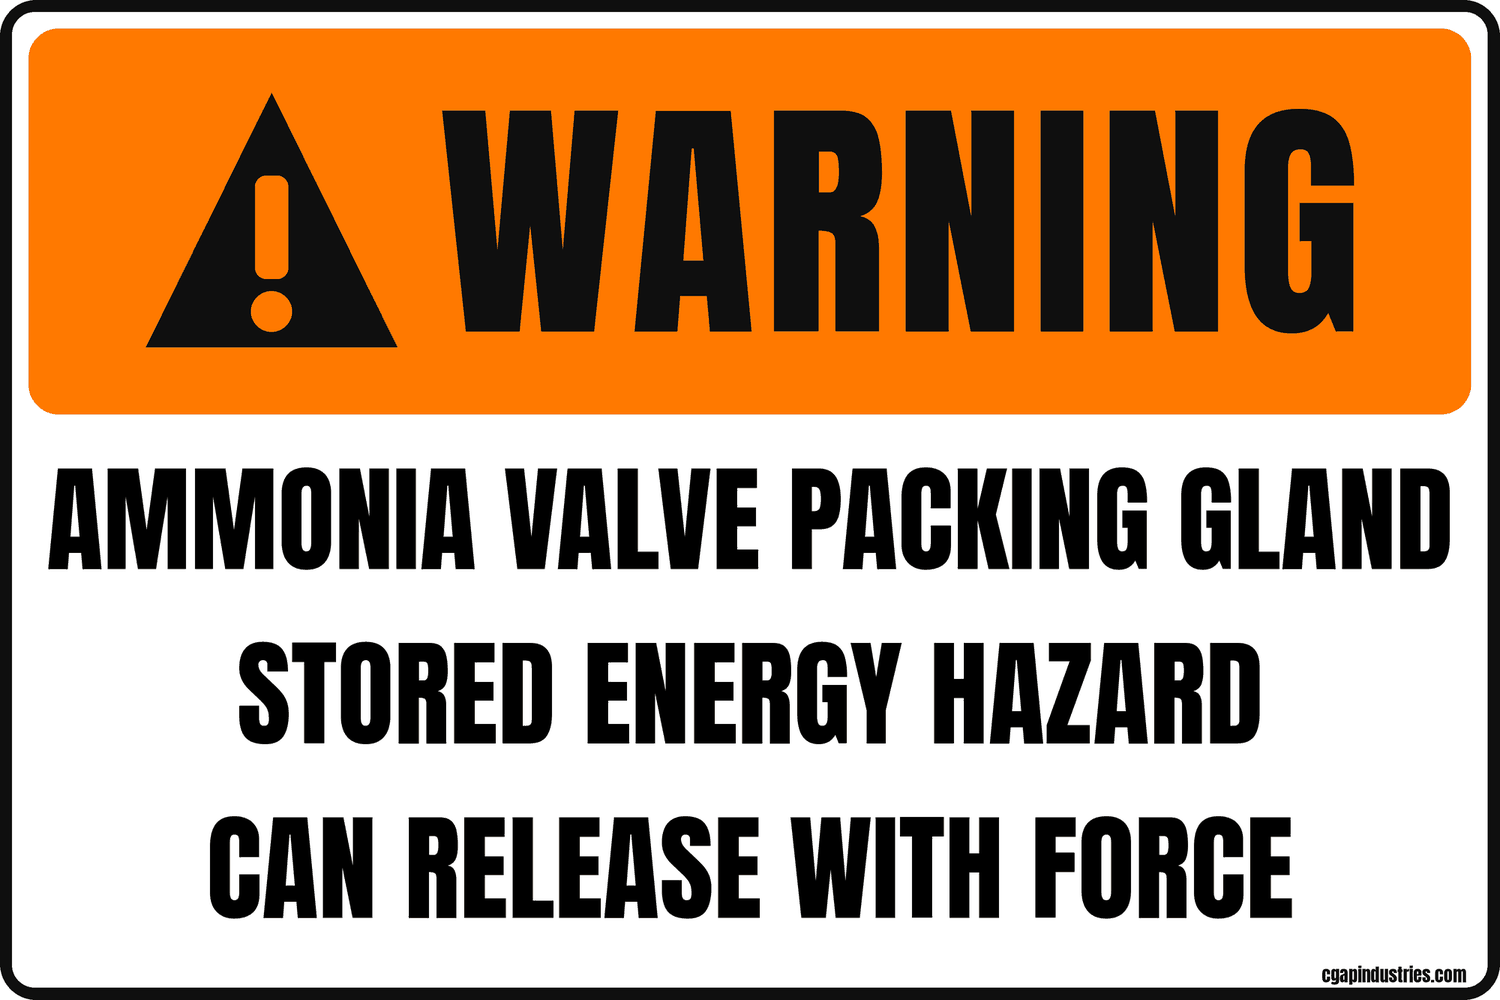 WARNING
AMMONIA VALVE PACKING GLAND
STORED ENERGY HAZARD
CAN RELEASE WITH FORCE
cgapindustries.com